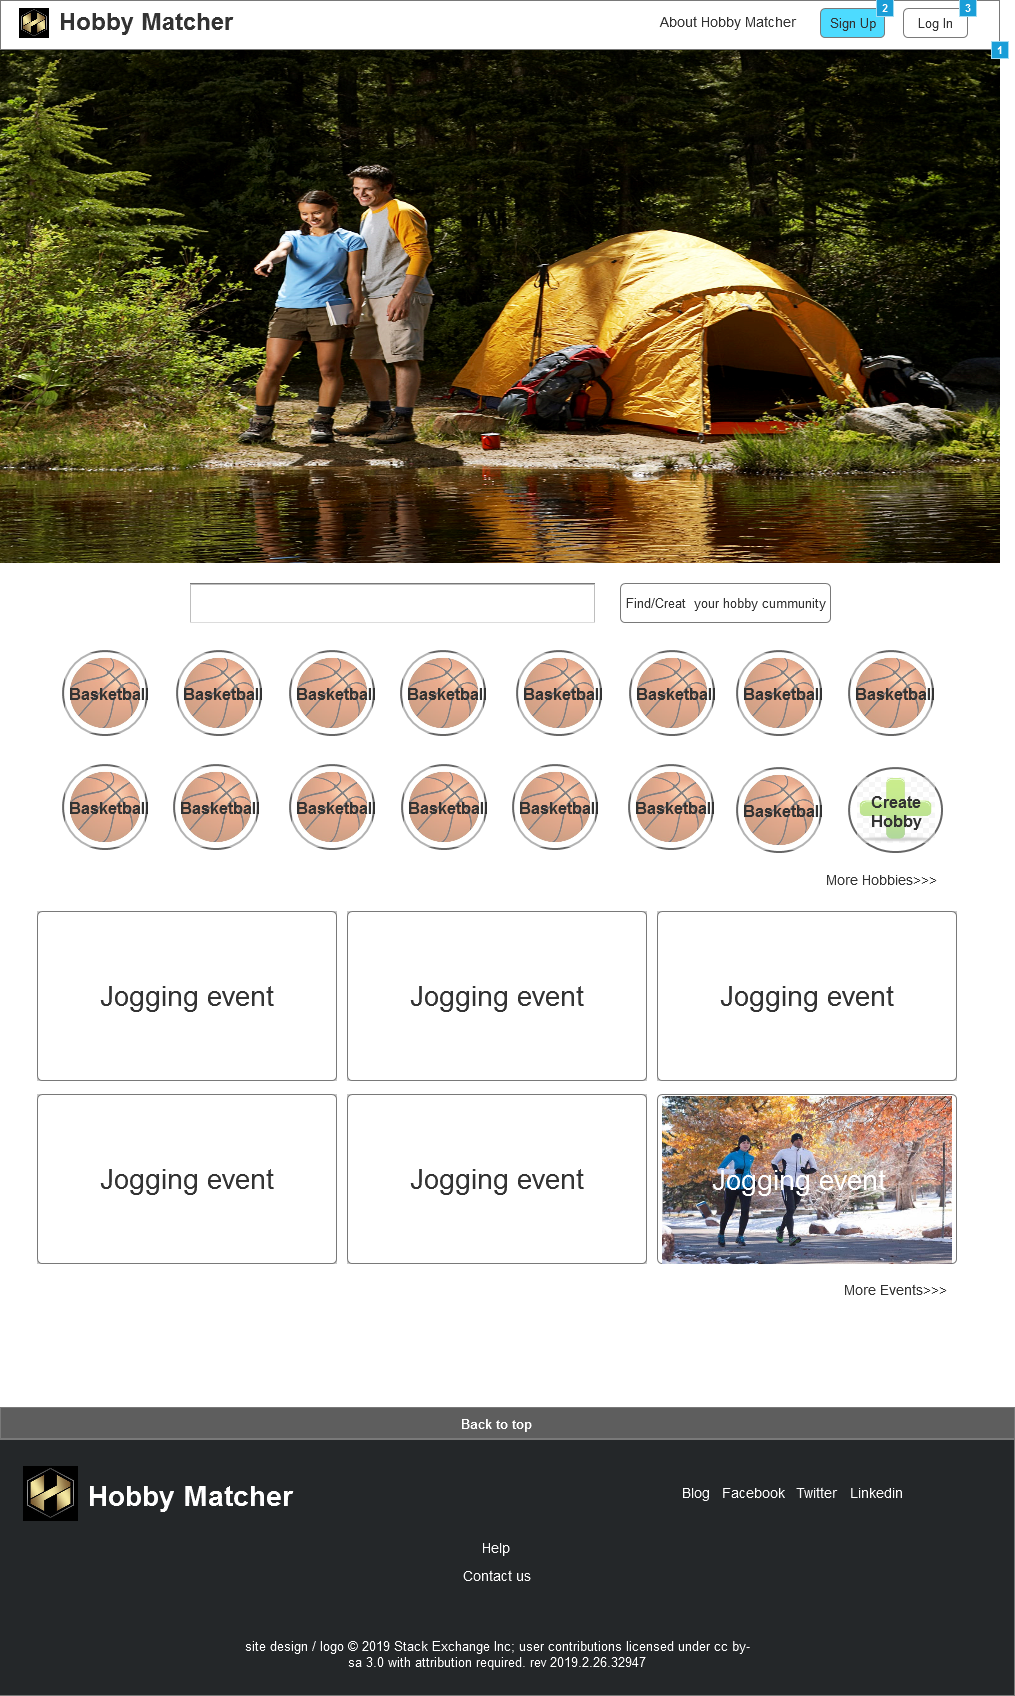 Hobby Matcher
About Hobby Matcher
Sign Up
2
Log In
3
1
Find/Creat  your hobby cummunity
Basketball Basketball Basketball Basketball Basketball Basketball Basketball Basketball
Basketball Basketball Basketball Basketball Basketball Basketball Basketball
Create
Hobby
More Hobbies>>>
Jogging event Jogging event Jogging event
Jogging event Jogging event Jogging event
More Events>>>
Back to top
Hobby Matcher
Blog Facebook Twitter Linkedin
Help
Contact us
site design / logo © 2019 Stack Exchange Inc; user contributions licensed under cc by-
sa 3.0 with attribution required. rev 2019.2.26.32947